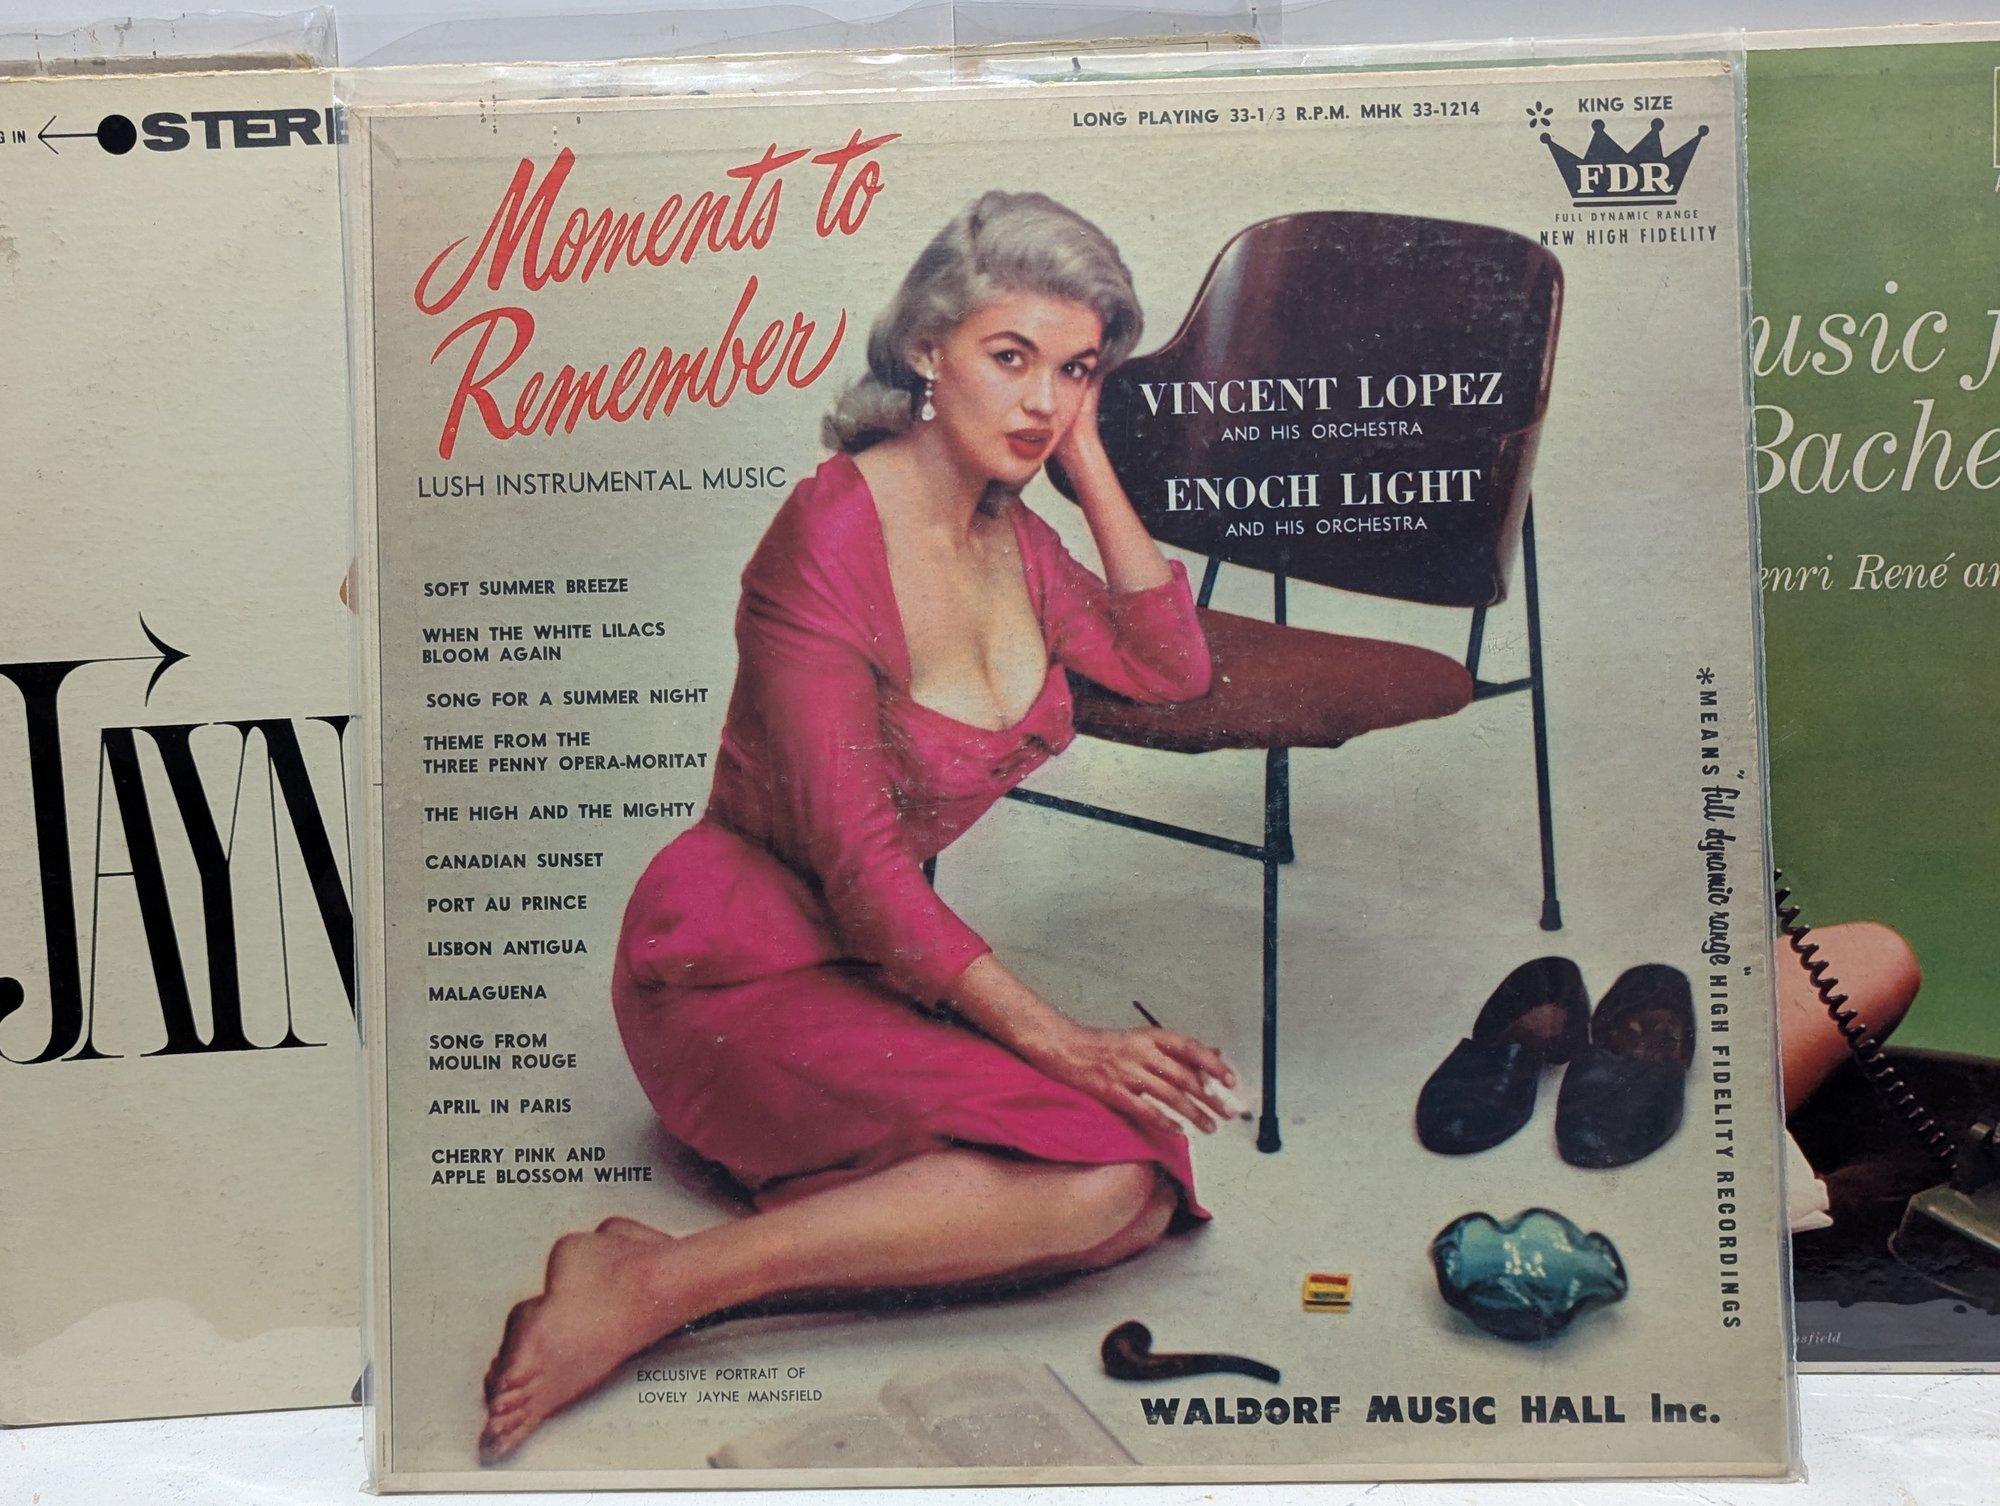 G IN
STERE
JAYN
Moments to
Remember
LUSH INSTRUMENTAL MUSIC
LONG PLAYING 33-1/3 R.P.M. MHK 33-1214
KING SIZE
FDR
FULL DYNAMIC RANGE
NEW HIGH FIDELITY
VINCENT LOPEZ
AND HIS ORCHESTRA
ENOCH LIGHT
AND HIS ORCHESTRA
SOFT SUMMER BREEZE
WHEN THE WHITE LILACS
BLOOM AGAIN
SONG FOR A SUMMER NIGHT
THEME FROM THE
THREE PENNY OPERA-MORITAT
THE HIGH AND THE MIGHTY
CANADIAN SUNSET
PORT AU PRINCE
LISBON ANTIGUA
MALAGUENA
SONG FROM
MOULIN ROUGE
APRIL IN PARIS
CHERRY PINK AND
APPLE BLOSSOM WHITE
*MEANS "full dynamic range" HIGH FIDELITY RECORDINGS
EXCLUSIVE PORTRAIT OF
LOVELY JAYNE MANSFIELD
WALDORF MUSIC HALL Inc.
usic f
Bache
enri René an
nsfield